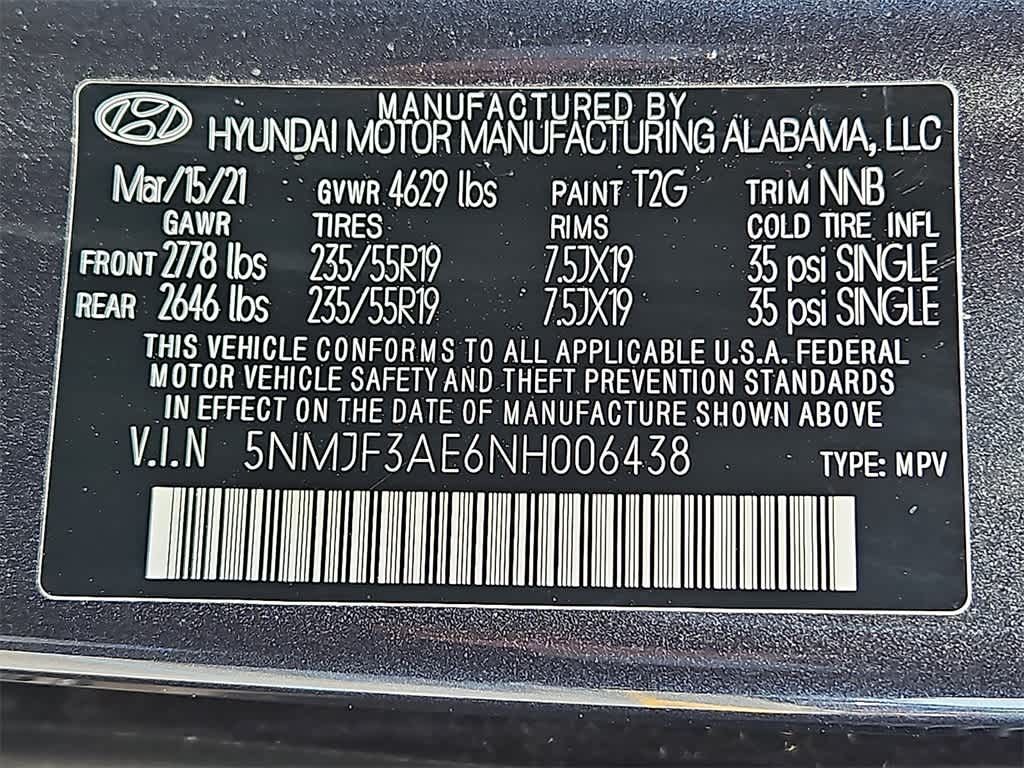 MANUFACTURED BY
HYUNDAI MOTOR MANUFACTURING ALABAMA, LLC
Mar/15/21 GVWR 4629 lbs PAINT T2G TRIM NNB
GAWR TIRES RIMS COLD TIRE INFL
FRONT 2778 lbs 235/55R19 7.5JX19 35 psi SINGLE
REAR 2646 lbs 235/55R19 7.5JX19 35 psi SINGLE
THIS VEHICLE CONFORMS TO ALL APPLICABLE U.S.A. FEDERAL
MOTOR VEHICLE SAFETY AND THEFT PREVENTION STANDARDS
IN EFFECT ON THE DATE OF MANUFACTURE SHOWN ABOVE
V.I.N 5NMJF3AE6NH006438 TYPE: MPV